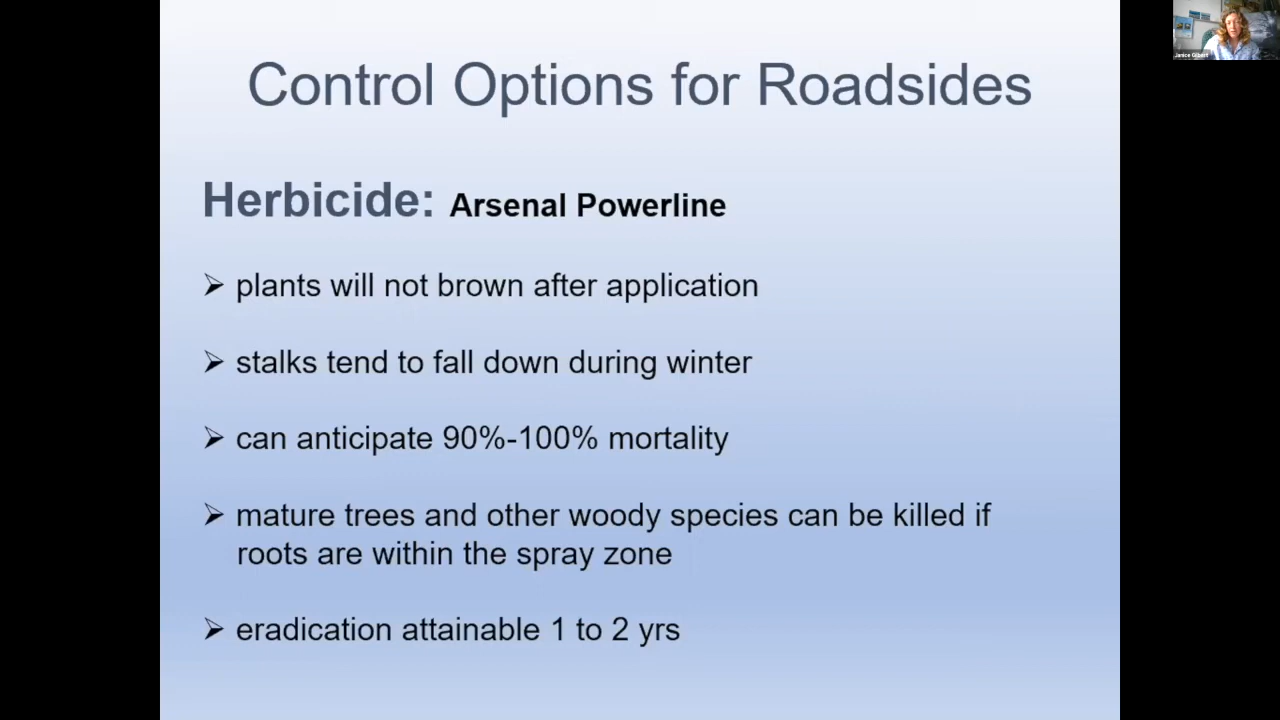 Control Options for Roadsides
Janice Gilbert
Herbicide: Arsenal Powerline
➢ plants will not brown after application
➢ stalks tend to fall down during winter
➢ can anticipate 90%-100% mortality
➢ mature trees and other woody species can be killed if
roots are within the spray zone
➢ eradication attainable 1 to 2 yrs